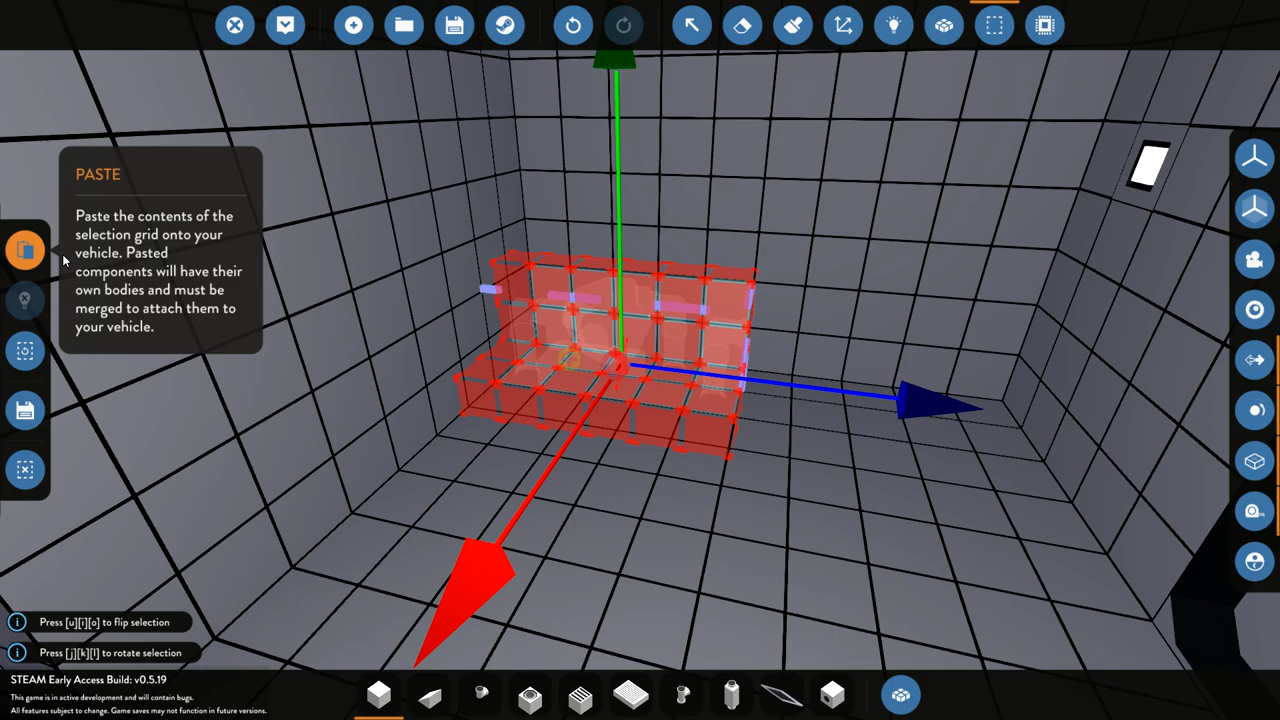 PASTE
Paste the contents of the
selection grid onto your
vehicle. Pasted
components will have their
own bodies and must be
merged to attach them to
your vehicle.
Press [u][i][o] to flip selection
Press [j][k][l] to rotate selection
STEAM Early Access Build: v0.5.19
This game is in active development and will contain bugs.
All features subject to change. Game saves may not function in future versions.